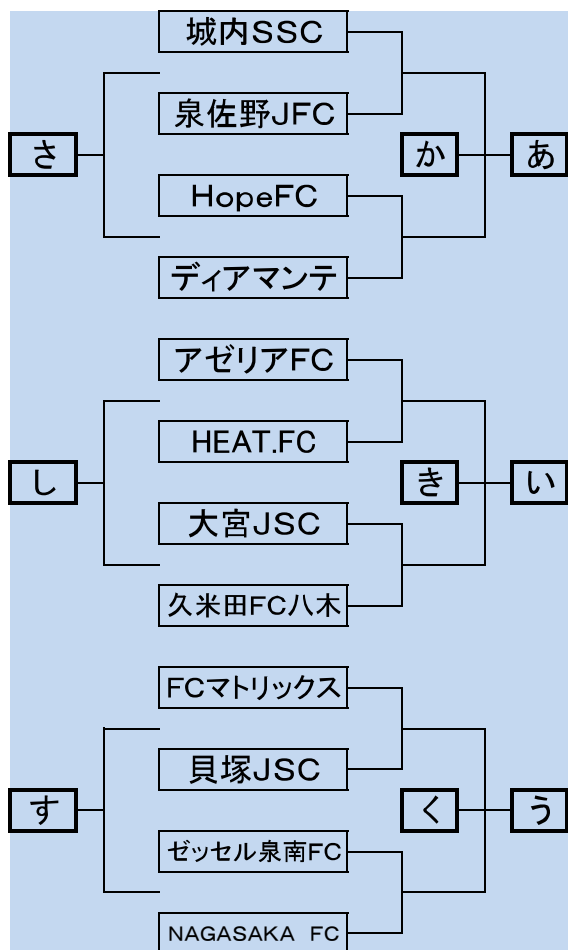 城内SSC
泉佐野JFC
さ
か
あ
HopeFC
ディアマンテ
アゼリアFC
HEAT.FC
し
き
い
大宮JSC
久米田FC八木
FCマトリックス
貝塚JSC
す
く
う
ゼッセル泉南FC
NAGASAKA　FC